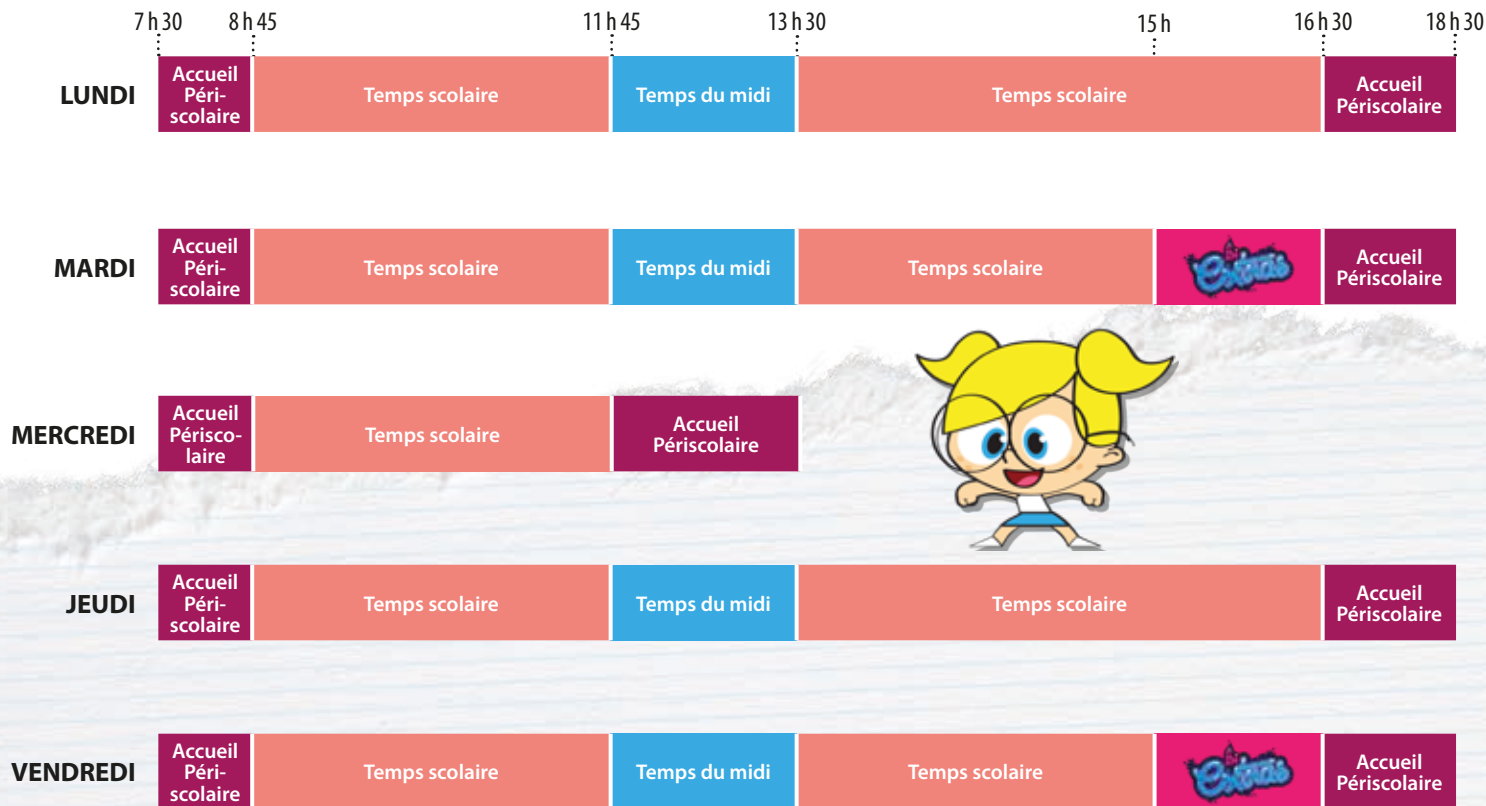 7 h 30 8 h 45 11 h 45 13 h 30 15 h 16 h 30 18 h 30
LUNDI
Accueil
Péri-
scolaire
Temps scolaire
Temps du midi
Temps scolaire
Accueil
Périscolaire
MARDI
Accueil
Péri-
scolaire
Temps scolaire
Temps du midi
Temps scolaire
Extras
Accueil
Périscolaire
MERCREDI
Accueil
Périsco-
laire
Temps scolaire
Accueil
Périscolaire
JEUDI
Accueil
Péri-
scolaire
Temps scolaire
Temps du midi
Temps scolaire
Accueil
Périscolaire
VENDREDI
Accueil
Péri-
scolaire
Temps scolaire
Temps du midi
Temps scolaire
Extras
Accueil
Périscolaire